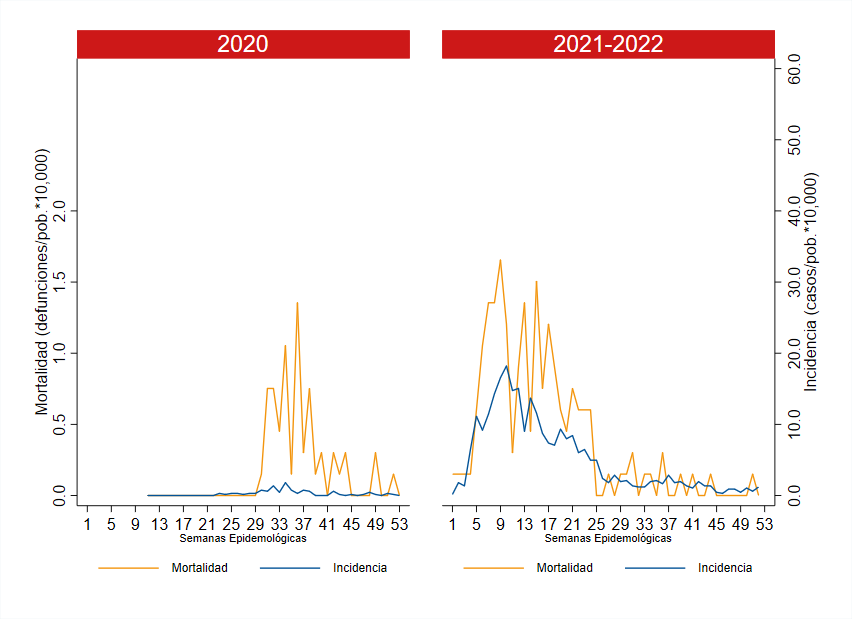 2020
2021-2022
Mortalidad (defunciones/pob.*10,000)
0.0 0.5 1.0 1.5 2.0
1 5 9 13 17 21 25 29 33 37 41 45 49 53
Semanas Epidemológicas
Mortalidad Incidencia
1 5 9 13 17 21 25 29 33 37 41 45 49 53
Semanas Epidemológicas
Mortalidad Incidencia
0.0 10.0 20.0 30.0 40.0 50.0 60.0
Incidencia (casos/pob.*10,000)